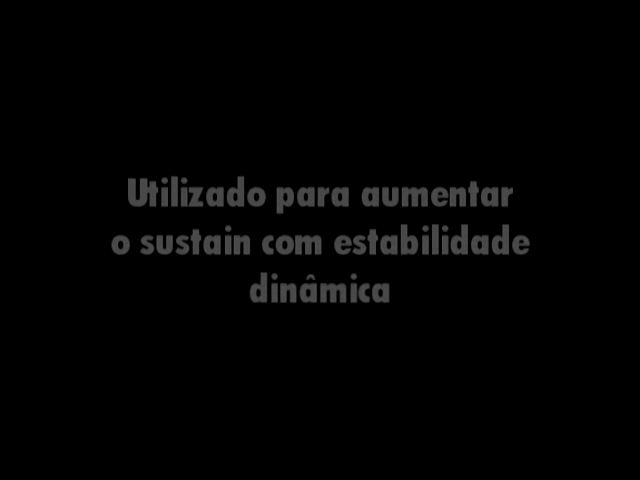 Utilizado para aumentar
o sustain com estabilidade
dinâmica